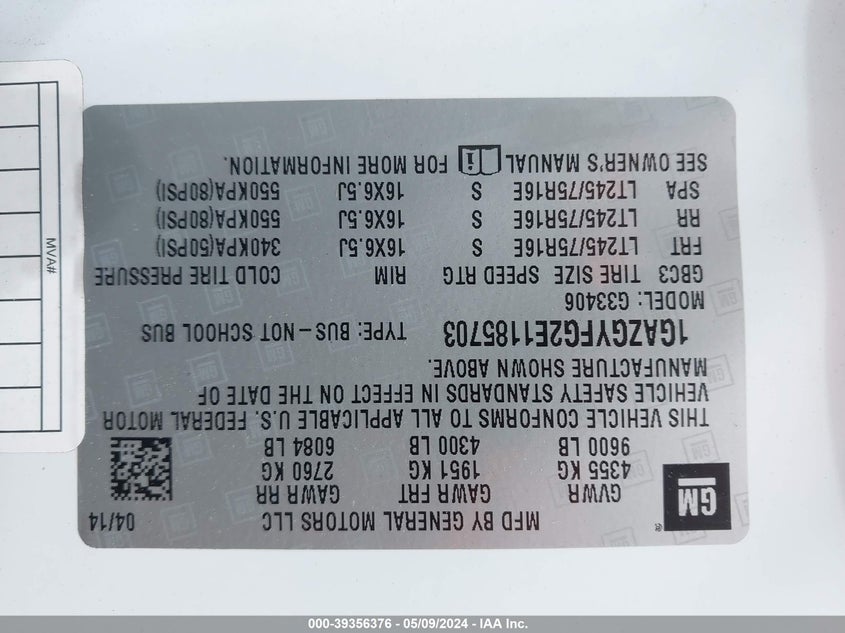 GM
®
MFD BY GENERAL MOTORS LLC 04/14
GVWR GAWR FRT GAWR RR
4355 KG 1951 KG 2760 KG
9600 LB 4300 LB 6084 LB
THIS VEHICLE CONFORMS TO ALL APPLICABLE U.S. FEDERAL MOTOR
VEHICLE SAFETY STANDARDS IN EFFECT ON THE DATE OF
MANUFACTURE SHOWN ABOVE.
1GAZGYFG2E1185703 TYPE: BUS–NOT SCHOOL BUS
MODEL: G33406
GBC3 TIRE SIZE SPEED RTG RIM COLD TIRE PRESSURE
FRT LT245/75R16E S 16X6.5J 340KPA(50PSI)
RR LT245/75R16E S 16X6.5J 550KPA(80PSI)
SPA LT245/75R16E S 16X6.5J 550KPA(80PSI)
SEE OWNER'S MANUAL i FOR MORE INFORMATION.
MVA#
000-39356376 - 05/09/2024 - IAA Inc.